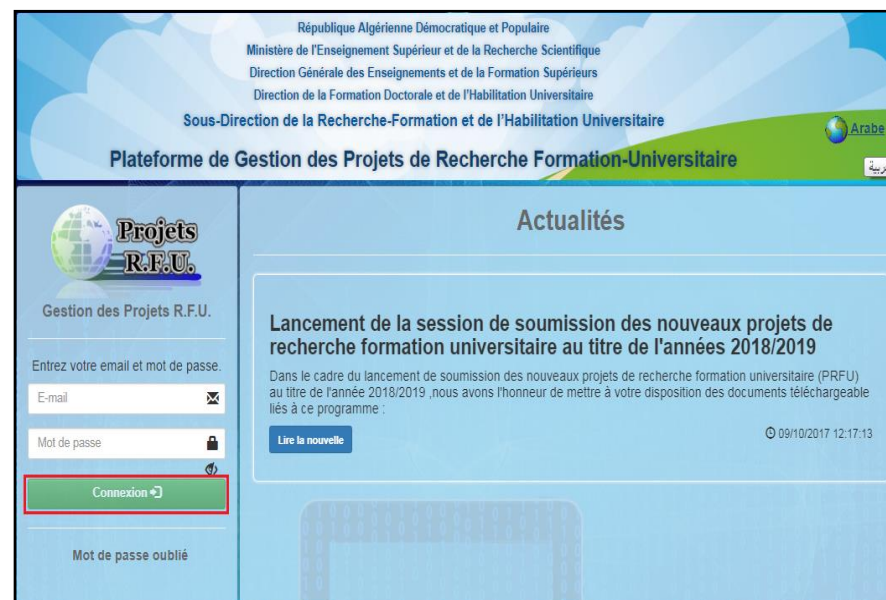 République Algérienne Démocratique et Populaire
Ministère de l'Enseignement Supérieur et de la Recherche Scientifique
Direction Générale des Enseignements et de la Formation Supérieurs
Direction de la Formation Doctorale et de l'Habilitation Universitaire
Sous-Direction de la Recherche-Formation et de l'Habilitation Universitaire
Arabe
Plateforme de Gestion des Projets de Recherche Formation-Universitaire
Projets
R.F.U.
Gestion des Projets R.F.U.
Entrez votre email et mot de passe.
E-mail
Mot de passe
Connexion
Mot de passe oublié
Actualités
Lancement de la session de soumission des nouveaux projets de
recherche formation universitaire au titre de l'années 2018/2019
Dans le cadre du lancement de soumission des nouveaux projets de recherche formation universitaire (PRFU)
au titre de l'année 2018/2019 ,nous avons l'honneur de mettre à votre disposition des documents téléchargeable
liés à ce programme :
Lire la nouvelle
09/10/2017 12:17:13